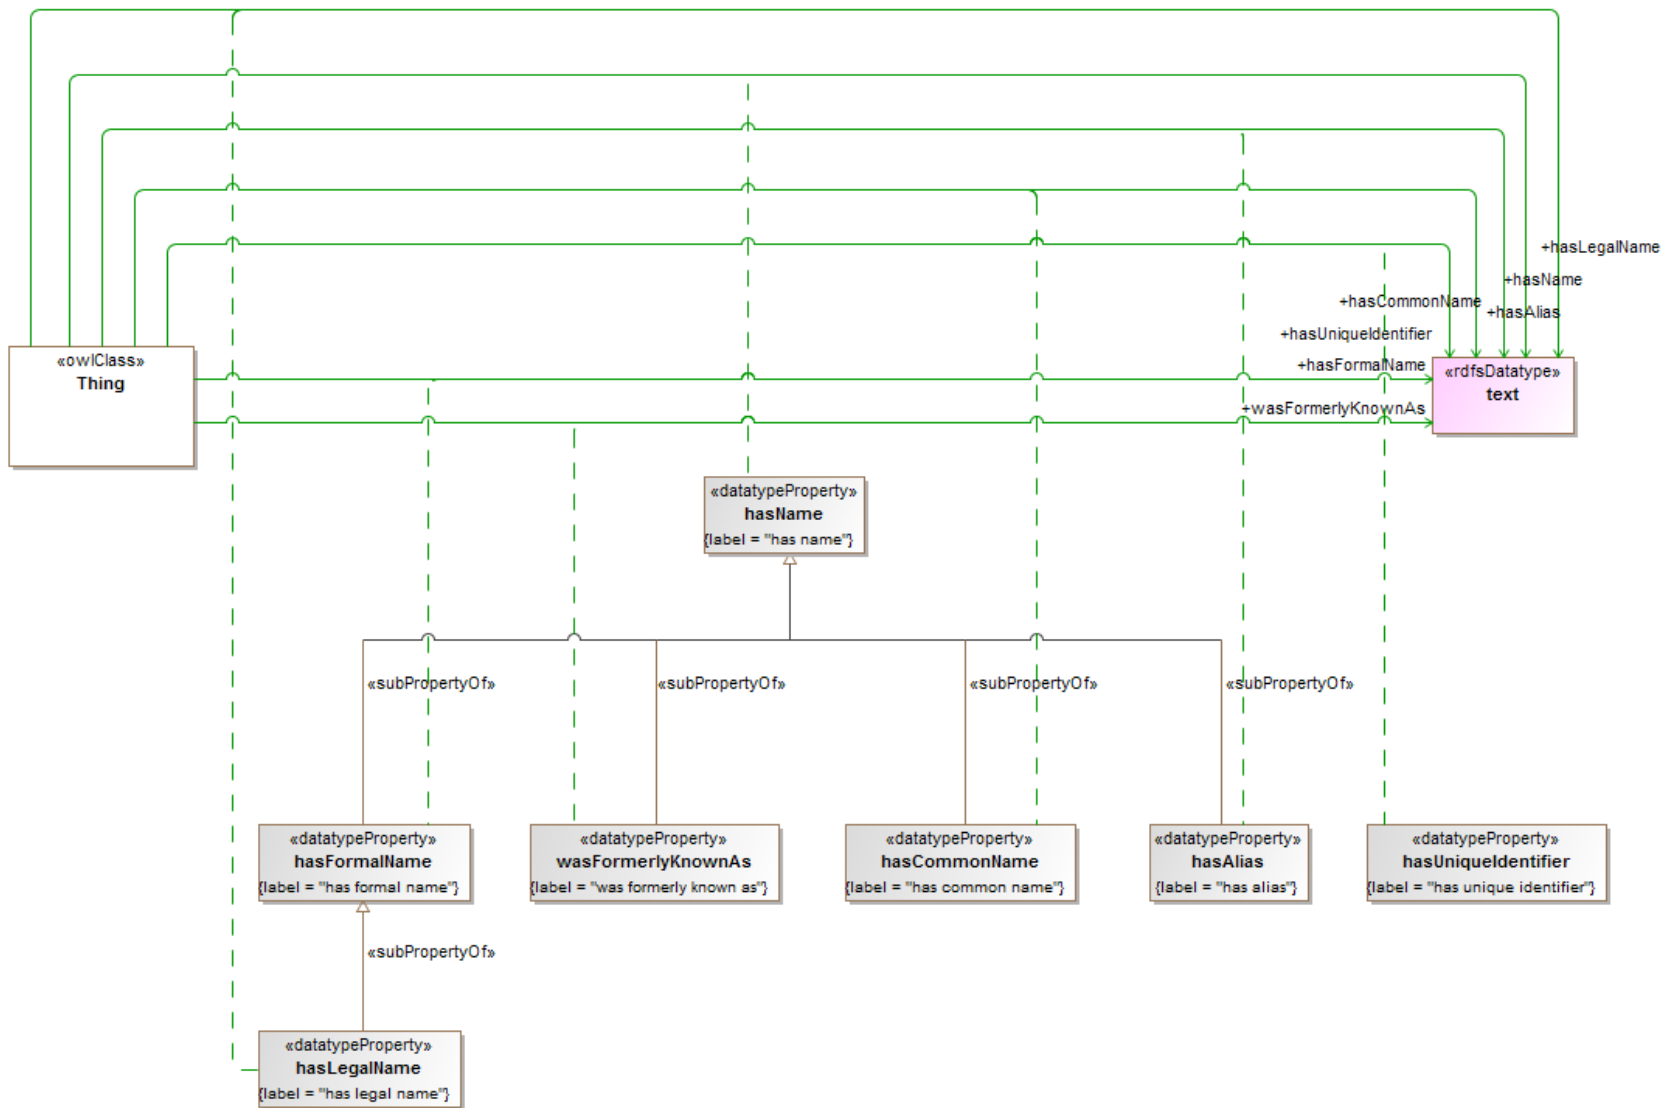 +hasLegalName
+hasName
+hasCommonName
+hasAlias
+hasUniqueIdentifier
«owlClass»
Thing
+hasFormalName
«rdfsDatatype»
text
+wasFormerlyKnownAs
«datatypeProperty»
hasName
{label = "has name"}
«subPropertyOf»
«subPropertyOf»
«subPropertyOf»
«subPropertyOf»
«datatypeProperty»
hasFormalName
{label = "has formal name"}
«datatypeProperty»
wasFormerlyKnownAs
{label = "was formerly known as"}
«datatypeProperty»
hasCommonName
{label = "has common name"}
«datatypeProperty»
hasAlias
{label = "has alias"}
«datatypeProperty»
hasUniqueIdentifier
{label = "has unique identifier"}
«subPropertyOf»
«datatypeProperty»
hasLegalName
{label = "has legal name"}